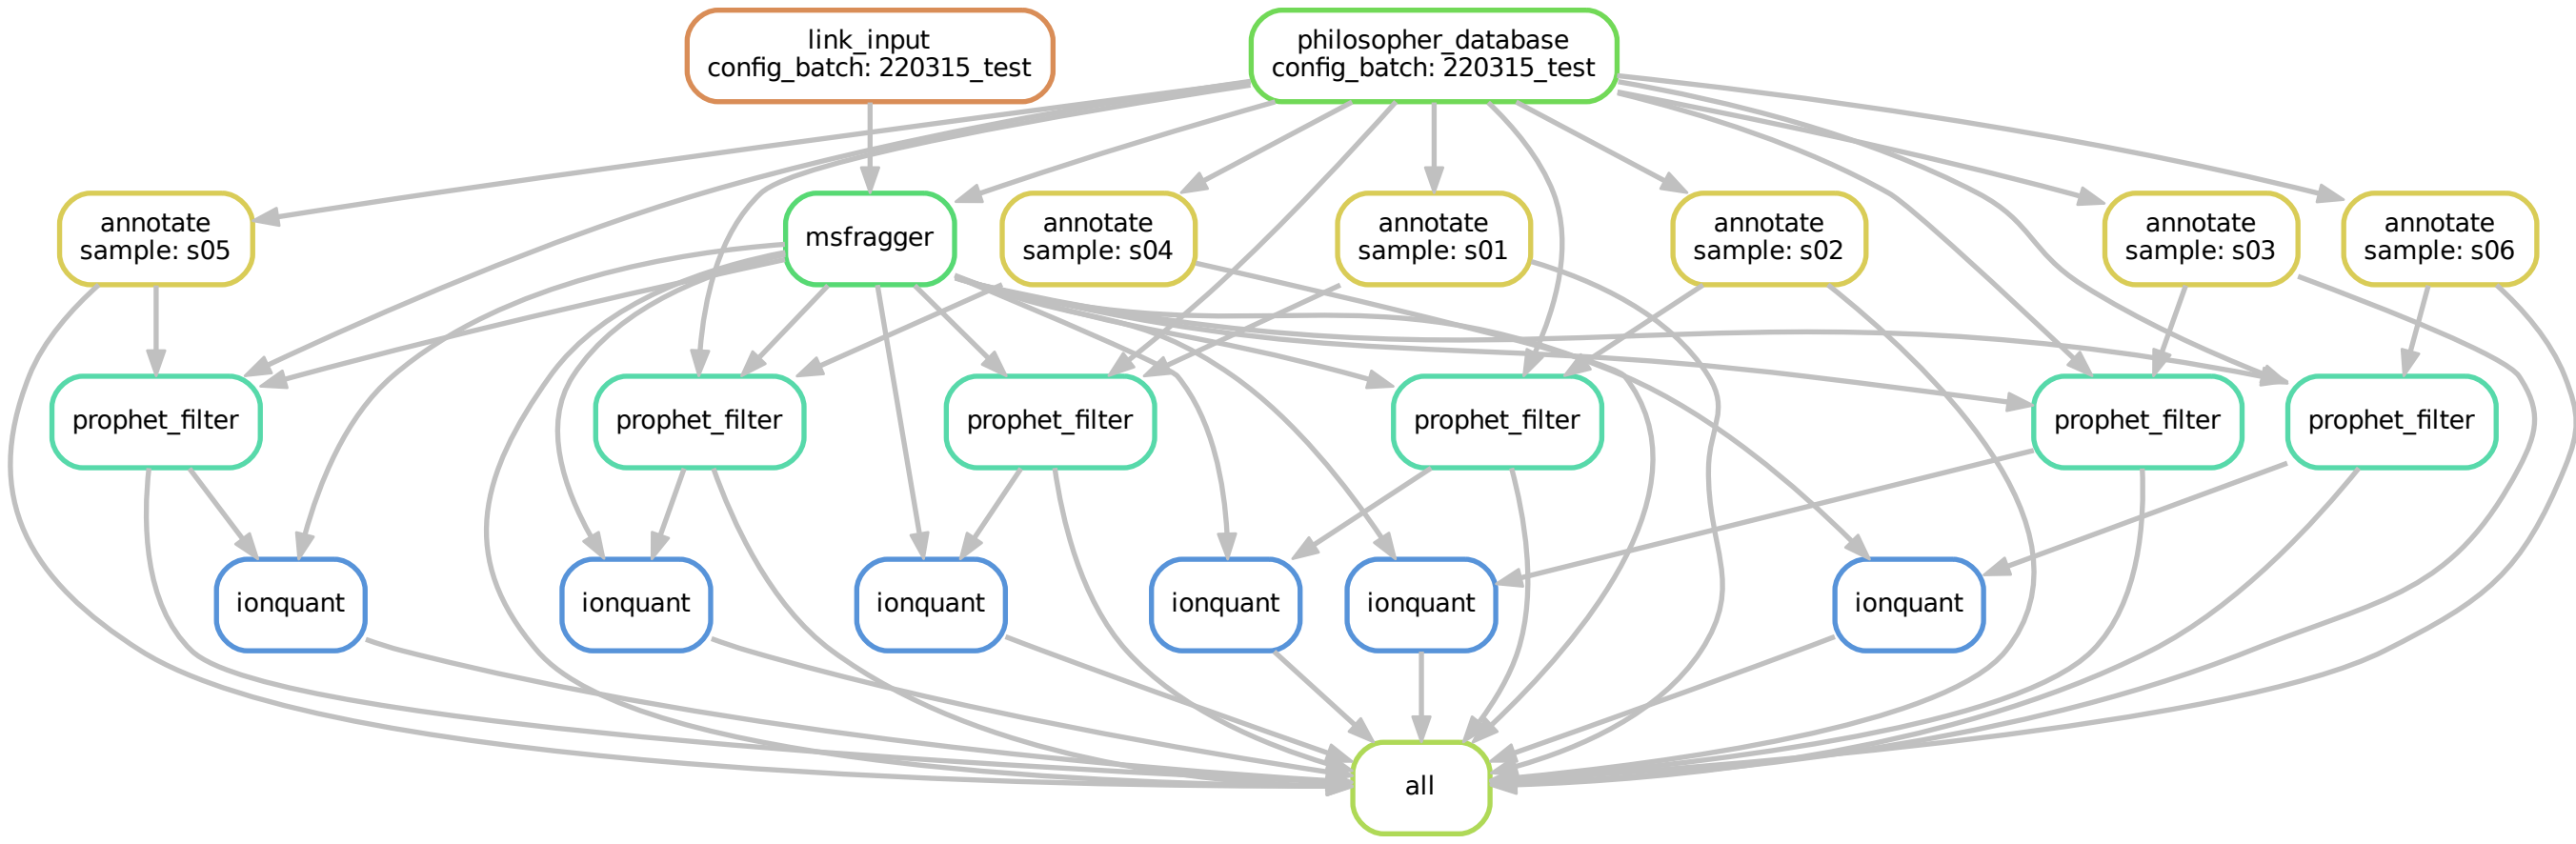 link_input
config_batch: 220315_test
philosopher_database
config_batch: 220315_test
annotate
sample: s05
msfragger
annotate
sample: s04
annotate
sample: s01
annotate
sample: s02
annotate
sample: s03
annotate
sample: s06
prophet_filter
prophet_filter
prophet_filter
prophet_filter
prophet_filter
prophet_filter
ionquant
ionquant
ionquant
ionquant
ionquant
ionquant
all